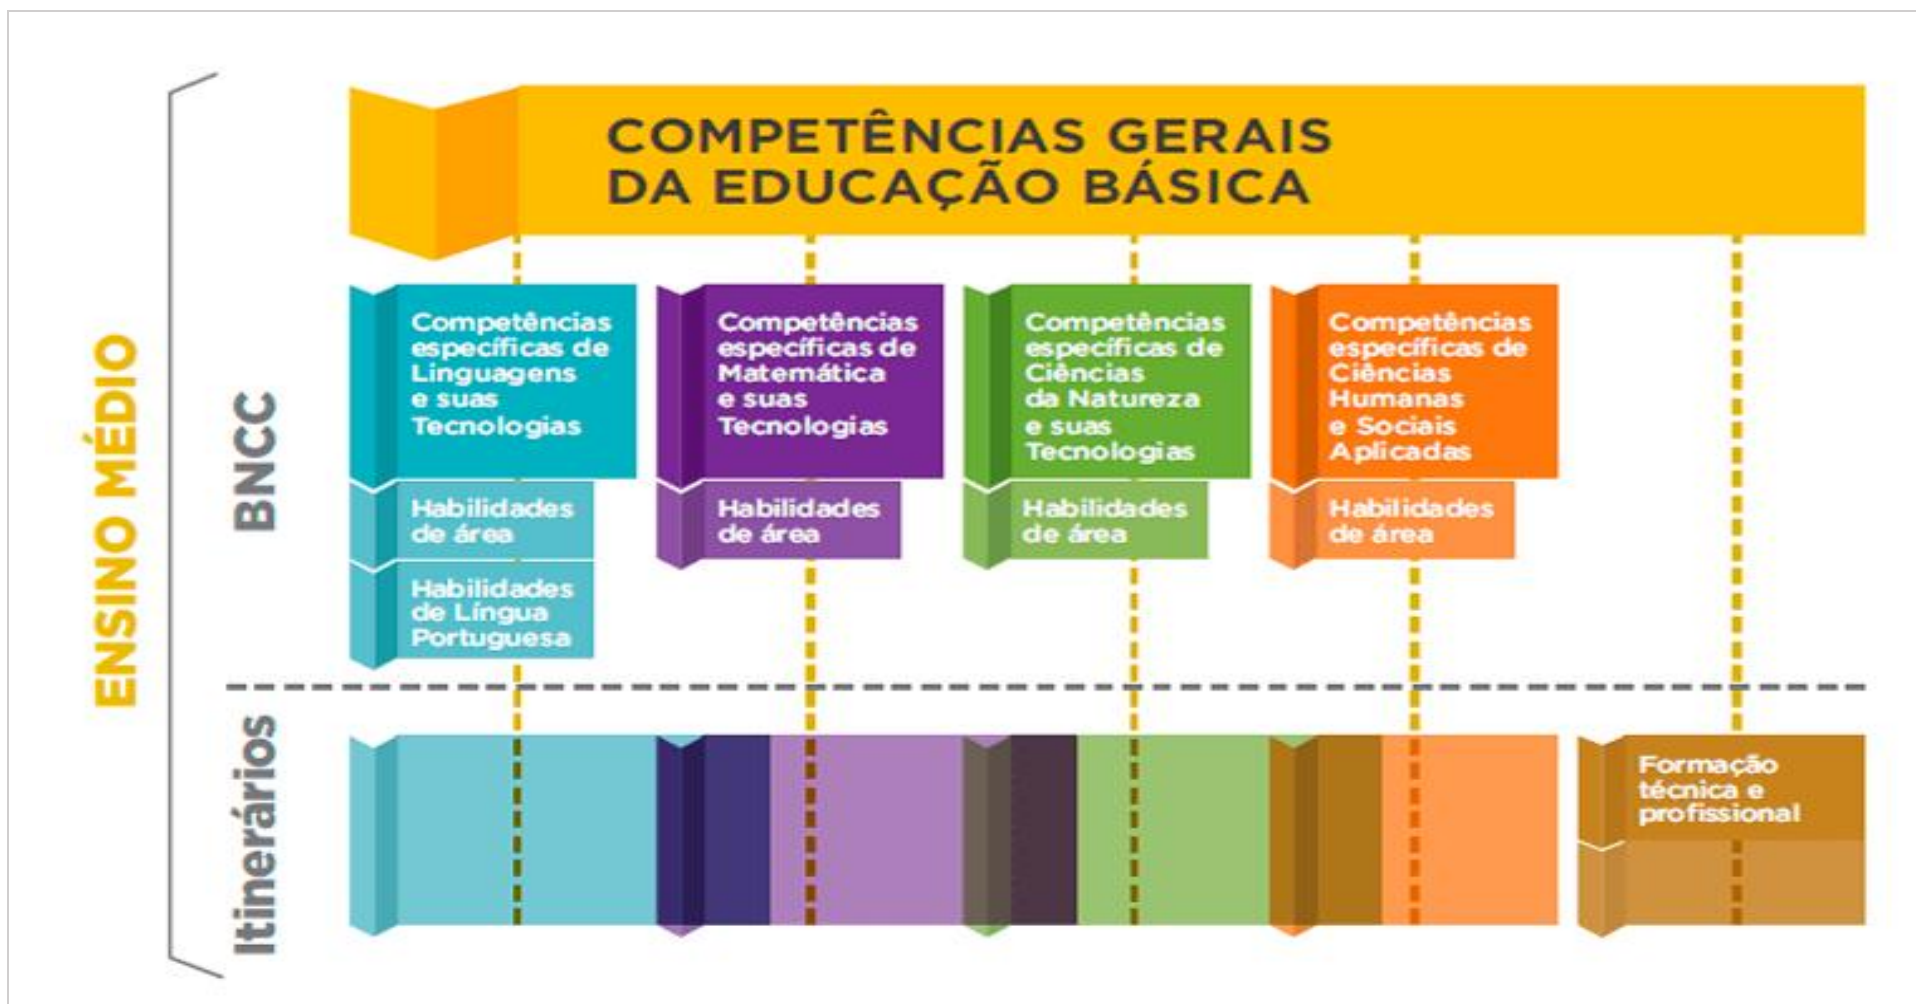 ENSINO MÉDIO
BNCC
Itinerários
COMPETÊNCIAS GERAIS
DA EDUCAÇÃO BÁSICA
Competências
específicas de
Linguagens
e suas
Tecnologias
Habilidades
de área
Habilidades
de Língua
Portuguesa
Competências
específicas de
Matemática
e suas
Tecnologias
Habilidades
de área
Competências
específicas de
Ciências
da Natureza
e suas
Tecnologias
Habilidades
de área
Competências
específicas de
Ciências
Humanas
e Sociais
Aplicadas
Habilidades
de área
Formação
técnica e
profissional